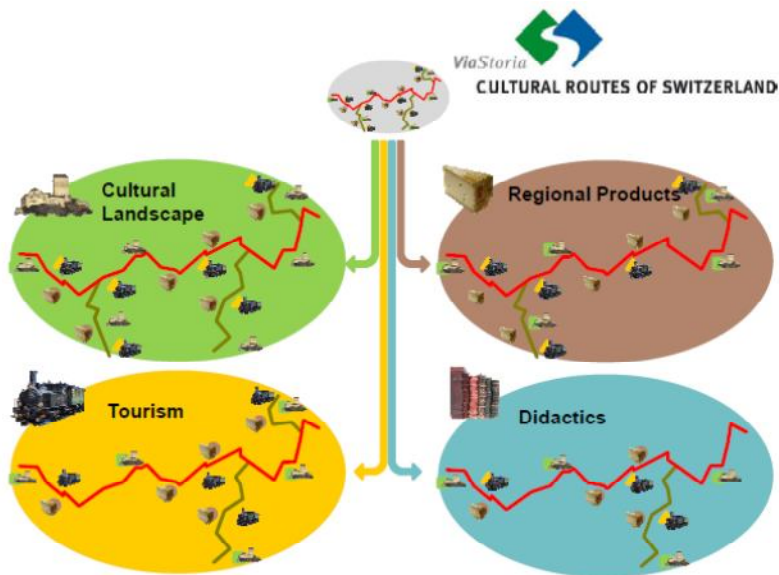 ViaStoria
CULTURAL ROUTES OF SWITZERLAND
Cultural
Landscape
Regional Products
Tourism
Didactics